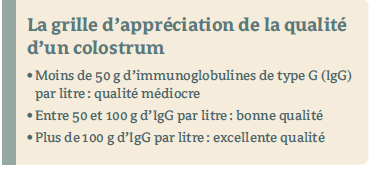 La grille d’appréciation de la qualité
d’un colostrum
• Moins de 50 g d’immunoglobulines de type G (IgG)
par litre : qualité médiocre
• Entre 50 et 100 g d’IgG par litre : bonne qualité
• Plus de 100 g d’IgG par litre : excellente qualité